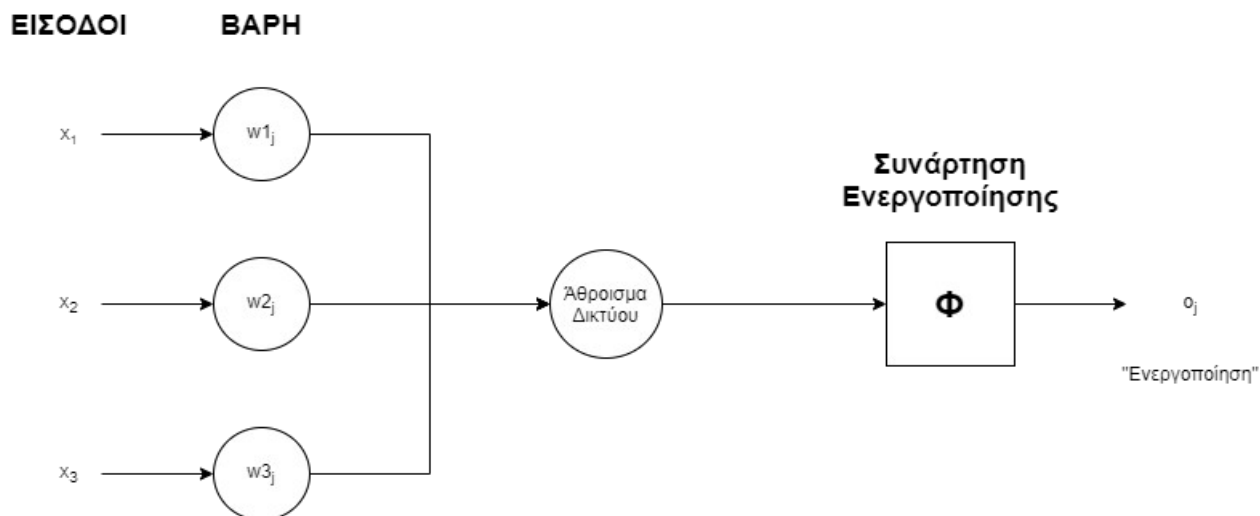 ΕΙΣΟΔΟΙ ΒΑΡΗ
x₁ w1ⱼ
Συνάρτηση
Ενεργοποίησης
x₂ w2ⱼ
Άθροισμα
Δικτύου
Φ
oⱼ
"Ενεργοποίηση"
x₃ w3ⱼ